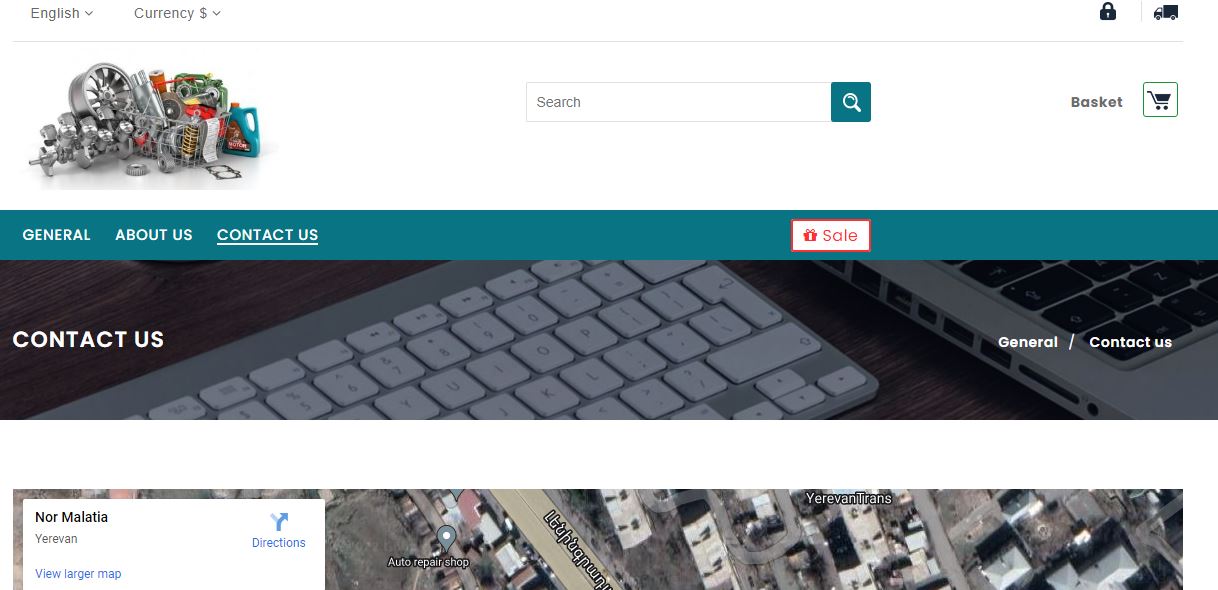 English
Currency $
Search
Basket
GENERAL
ABOUT US
CONTACT US
Sale
CONTACT US
General / Contact us
Nor Malatia
Yerevan
Directions
View larger map
Auto repair shop
YerevanTrans